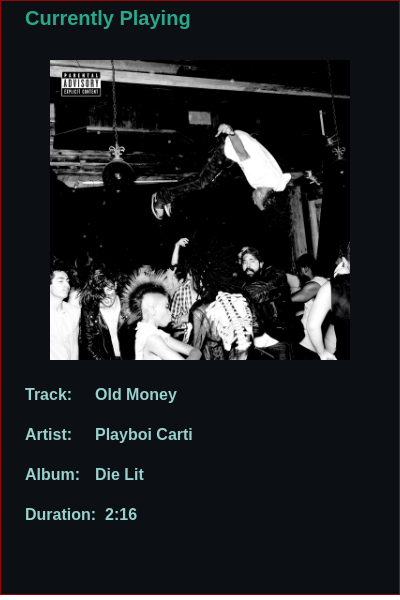 Currently Playing
PARENTAL
ADVISORY
EXPLICIT CONTENT
Track: Old Money
Artist: Playboi Carti
Album: Die Lit
Duration: 2:16